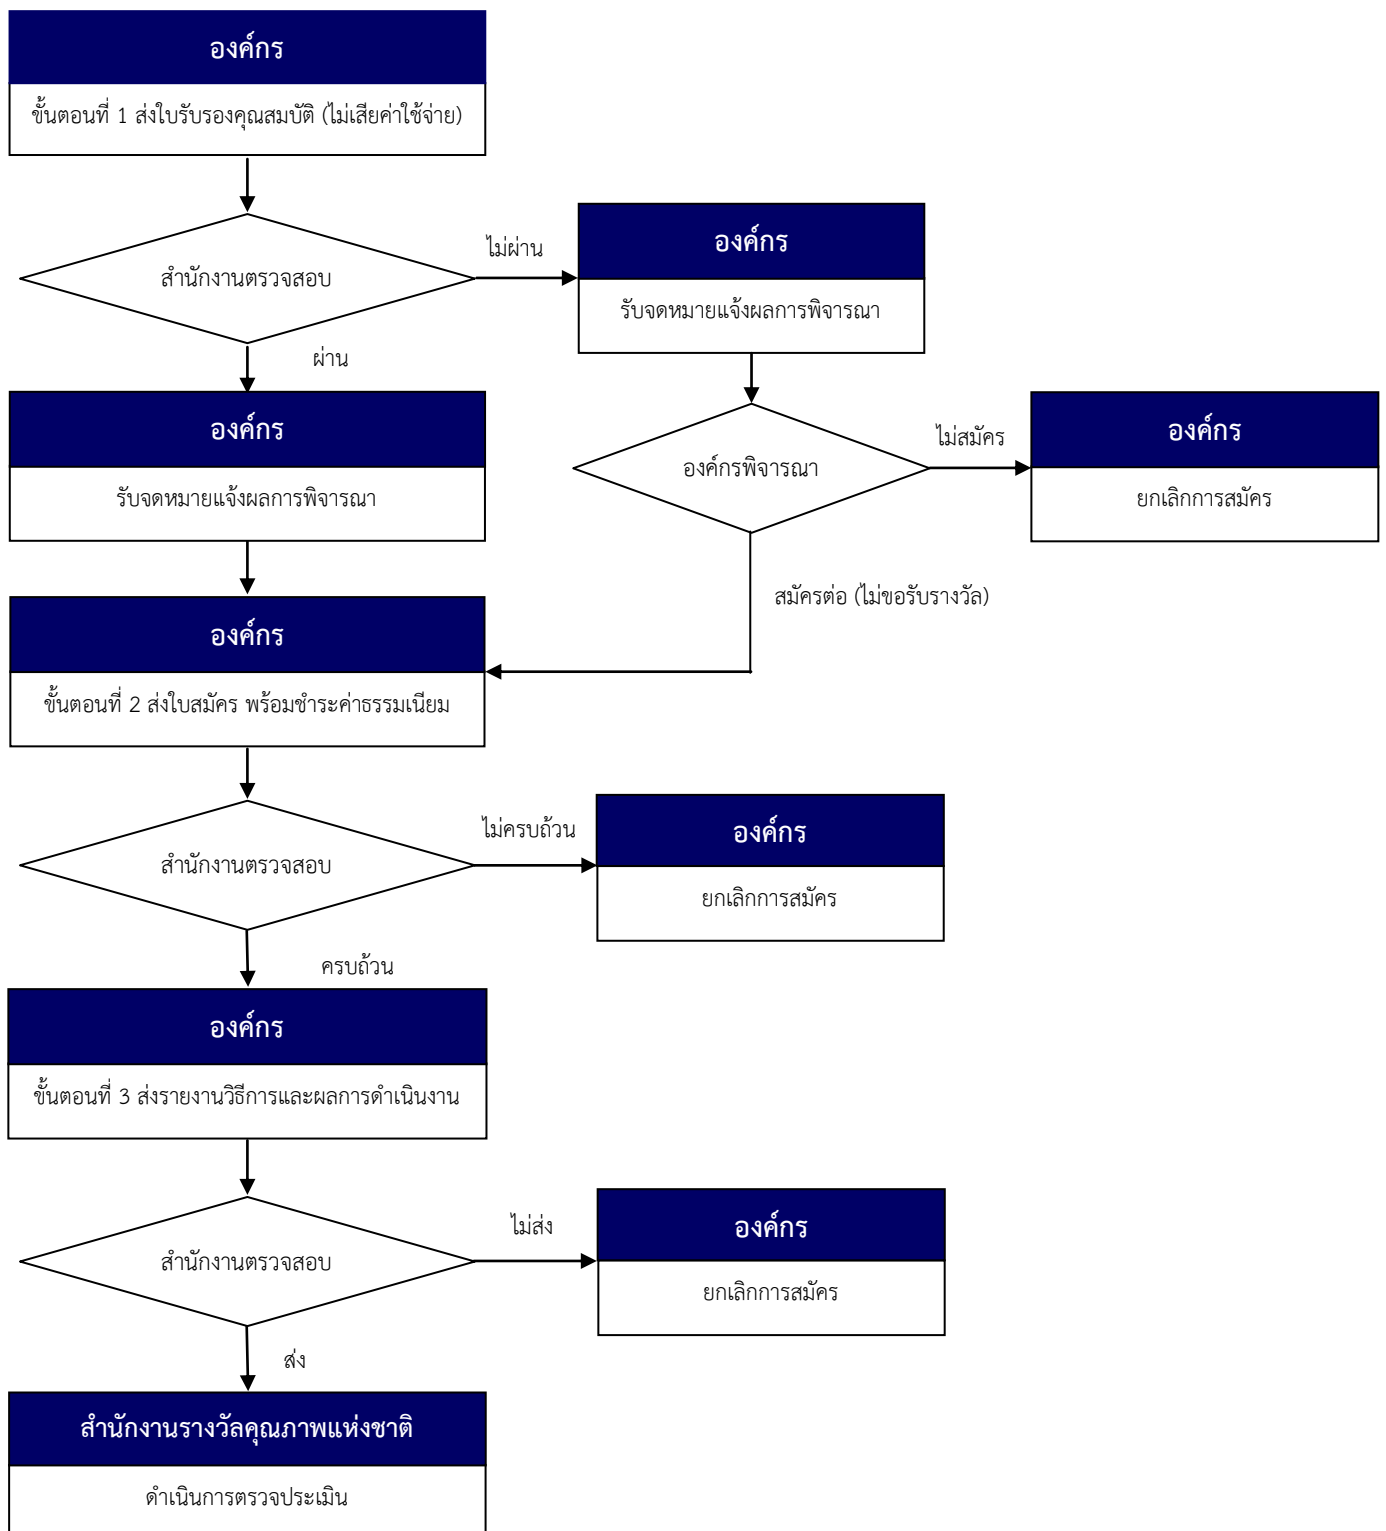 องค์กร
ขั้นตอนที่ 1 ส่งใบรับรองคุณสมบัติ (ไม่เสียค่าใช้จ่าย)
สำนักงานตรวจสอบ
ไม่ผ่าน
องค์กร
รับจดหมายแจ้งผลการพิจารณา
ผ่าน
องค์กร
รับจดหมายแจ้งผลการพิจารณา
องค์กรพิจารณา
ไม่สมัคร
องค์กร
ยกเลิกการสมัคร
สมัครต่อ (ไม่ขอรับรางวัล)
องค์กร
ขั้นตอนที่ 2 ส่งใบสมัคร พร้อมชำระค่าธรรมเนียม
สำนักงานตรวจสอบ
ไม่ครบถ้วน
องค์กร
ยกเลิกการสมัคร
ครบถ้วน
องค์กร
ขั้นตอนที่ 3 ส่งรายงานวิธีการและผลการดำเนินงาน
สำนักงานตรวจสอบ
ไม่ส่ง
องค์กร
ยกเลิกการสมัคร
ส่ง
สำนักงานรางวัลคุณภาพแห่งชาติ
ดำเนินการตรวจประเมิน